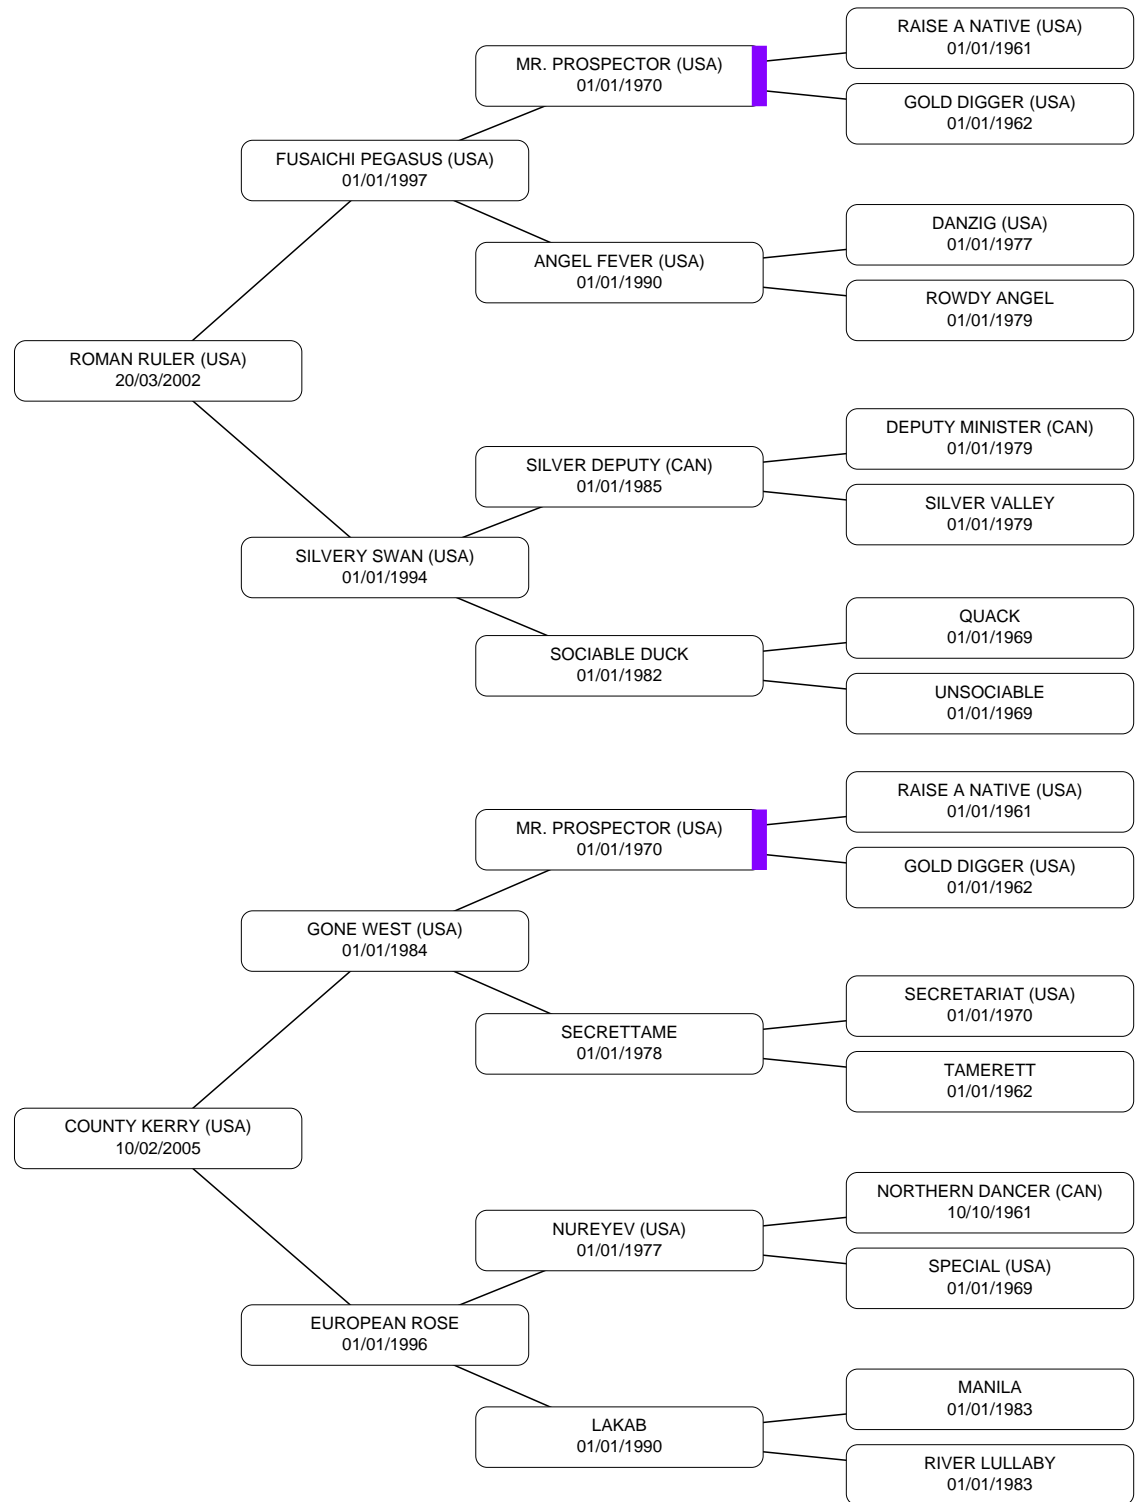 RAISE A NATIVE (USA)
01/01/1961
MR. PROSPECTOR (USA)
01/01/1970
GOLD DIGGER (USA)
01/01/1962
FUSAICHI PEGASUS (USA)
01/01/1997
DANZIG (USA)
01/01/1977
ANGEL FEVER (USA)
01/01/1990
ROWDY ANGEL
01/01/1979
ROMAN RULER (USA)
20/03/2002
DEPUTY MINISTER (CAN)
01/01/1979
SILVER DEPUTY (CAN)
01/01/1985
SILVER VALLEY
01/01/1979
SILVERY SWAN (USA)
01/01/1994
QUACK
01/01/1969
SOCIABLE DUCK
01/01/1982
UNSOCIABLE
01/01/1969
RAISE A NATIVE (USA)
01/01/1961
MR. PROSPECTOR (USA)
01/01/1970
GOLD DIGGER (USA)
01/01/1962
GONE WEST (USA)
01/01/1984
SECRETARIAT (USA)
01/01/1970
SECRETTAME
01/01/1978
TAMERETT
01/01/1962
COUNTY KERRY (USA)
10/02/2005
NORTHERN DANCER (CAN)
10/10/1961
NUREYEV (USA)
01/01/1977
SPECIAL (USA)
01/01/1969
EUROPEAN ROSE
01/01/1996
MANILA
01/01/1983
LAKAB
01/01/1990
RIVER LULLABY
01/01/1983